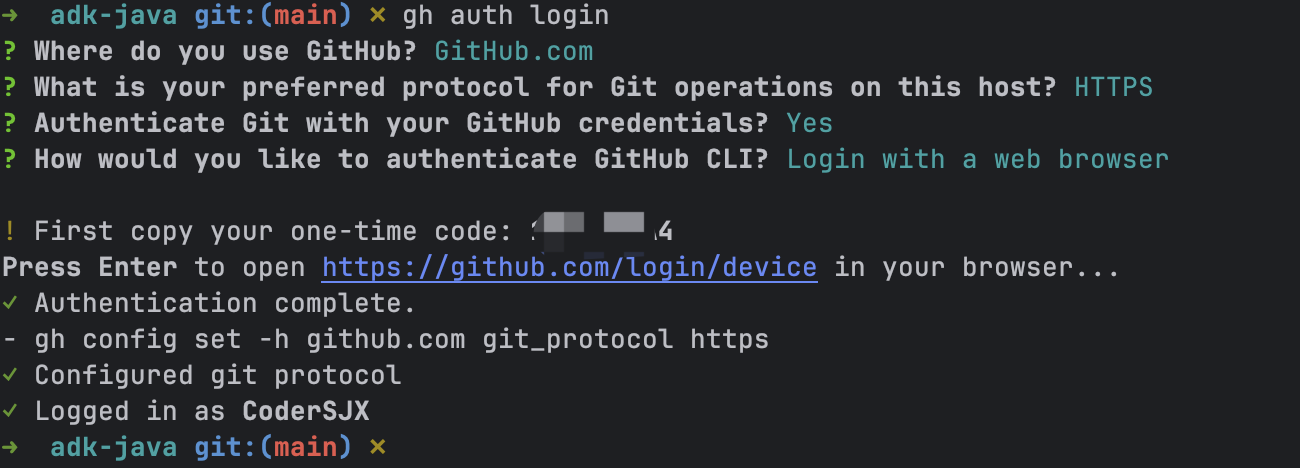 ➜  adk-java git:(main) ✗ gh auth login
? Where do you use GitHub? GitHub.com
? What is your preferred protocol for Git operations on this host? HTTPS
? Authenticate Git with your GitHub credentials? Yes
? How would you like to authenticate GitHub CLI? Login with a web browser
! First copy your one-time code: 4
Press Enter to open https://github.com/login/device in your browser...
✓ Authentication complete.
- gh config set -h github.com git_protocol https
✓ Configured git protocol
✓ Logged in as CoderSJX
➜  adk-java git:(main) ✗